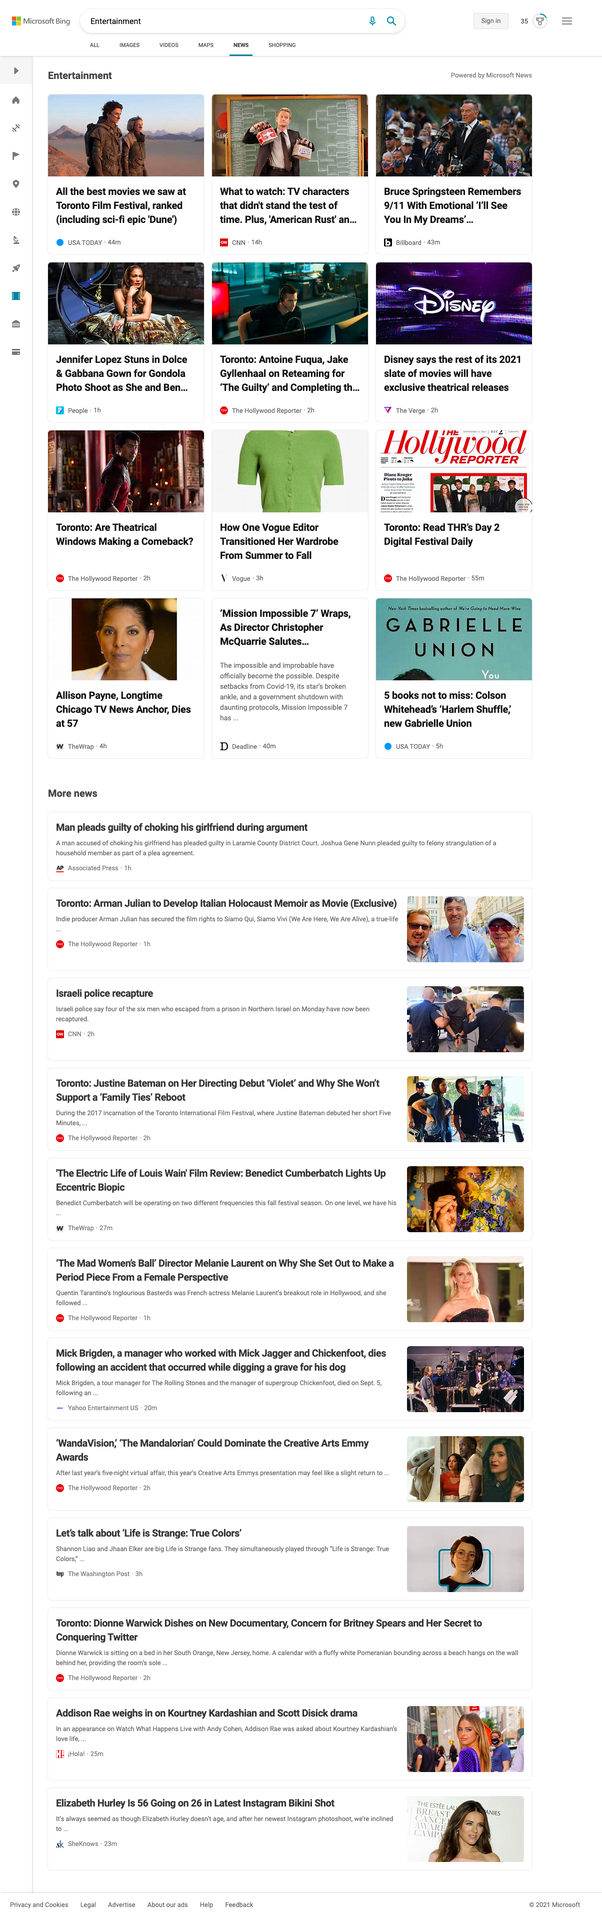 Microsoft Bing
Entertainment
Sign in
35
ALL IMAGES VIDEOS MAPS NEWS SHOPPING
Entertainment
Powered by Microsoft News
All the best movies we saw at
Toronto Film Festival, ranked
(including sci-fi epic 'Dune')
USA TODAY · 44m
What to watch: TV characters
that didn't stand the test of
time. Plus, 'American Rust' an...
CNN · 14h
Bruce Springsteen Remembers
9/11 With Emotional ‘I’ll See
You In My Dreams’...
Billboard · 43m
Jennifer Lopez Stuns in Dolce
& Gabbana Gown for Gondola
Photo Shoot as She and Ben...
People · 1h
Toronto: Antoine Fuqua, Jake
Gyllenhaal on Reteaming for
‘The Guilty’ and Completing th...
The Hollywood Reporter · 2h
DISNEY
Disney says the rest of its 2021
slate of movies will have
exclusive theatrical releases
The Verge · 2h
Toronto: Are Theatrical
Windows Making a Comeback?
The Hollywood Reporter · 2h
How One Vogue Editor
Transitioned Her Wardrobe
From Summer to Fall
Vogue · 3h
THE
Hollywood
REPORTER
Diane Kruger
Pivots to Joika
Toronto: Read THR’s Day 2
Digital Festival Daily
The Hollywood Reporter · 55m
Allison Payne, Longtime
Chicago TV News Anchor, Dies
at 57
TheWrap · 4h
‘Mission Impossible 7’ Wraps,
As Director Christopher
McQuarrie Salutes...
The impossible and improbable have
officially become the possible. Despite
setbacks from Covid-19, its star’s broken
ankle, and a government shutdown with
daunting protocols, Mission Impossible 7
has ...
Deadline · 40m
New York Times bestselling author of We're Going to Need More Wine
GABRIELLE
UNION
You
5 books not to miss: Colson
Whitehead’s ‘Harlem Shuffle,’
new Gabrielle Union
USA TODAY · 5h
More news
Man pleads guilty of choking his girlfriend during argument
A man accused of choking his girlfriend has pleaded guilty in Laramie County District Court. Joshua Gene Nunn pleaded guilty to felony strangulation of a
household member as part of a plea agreement.
AP Associated Press · 1h
Toronto: Arman Julian to Develop Italian Holocaust Memoir as Movie (Exclusive)
Indie producer Arman Julian has secured the film rights to Siamo Qui, Siamo Vivi (We Are Here, We Are Alive), a true-life
...
The Hollywood Reporter · 1h
Israeli police recapture
Israeli police say four of the six men who escaped from a prison in Northern Israel on Monday have now been
recaptured.
CNN · 2h
Toronto: Justine Bateman on Her Directing Debut ‘Violet’ and Why She Won’t
Support a ‘Family Ties’ Reboot
During the 2017 incarnation of the Toronto International Film Festival, where Justine Bateman debuted her short Five
Minutes, ...
The Hollywood Reporter · 2h
‘The Electric Life of Louis Wain’ Film Review: Benedict Cumberbatch Lights Up
Eccentric Biopic
Benedict Cumberbatch will be operating on two different frequencies this fall festival season. On one level, we have his
...
TheWrap · 27m
‘The Mad Women’s Ball’ Director Melanie Laurent on Why She Set Out to Make a
Period Piece From a Female Perspective
Quentin Tarantino’s Inglourious Basterds was French actress Melanie Laurent’s breakout role in Hollywood, and she
followed ...
The Hollywood Reporter · 1h
Mick Brigden, a manager who worked with Mick Jagger and Chickenfoot, dies
following an accident that occurred while digging a grave for his dog
Mick Brigden, a tour manager for The Rolling Stones and the manager of supergroup Chickenfoot, died on Sept. 5,
following an ...
Yahoo Entertainment US · 20m
‘WandaVision,’ ‘The Mandalorian’ Could Dominate the Creative Arts Emmy
Awards
After last year’s five-night virtual affair, this year’s Creative Arts Emmys presentation may feel like a slight return to ...
The Hollywood Reporter · 2h
Let’s talk about ‘Life is Strange: True Colors’
Shannon Liao and Jhaan Elker are big Life is Strange fans. They simultaneously played through “Life is Strange: True
Colors,” ...
wp The Washington Post · 3h
Toronto: Dionne Warwick Dishes on New Documentary, Concern for Britney Spears and Her Secret to
Conquering Twitter
Dionne Warwick is sitting on a bed in her South Orange, New Jersey, home. A calendar with a fluffy white Pomeranian bounding across a beach hangs on the wall
behind her, providing the room’s sole ...
The Hollywood Reporter · 2h
Addison Rae weighs in on Kourtney Kardashian and Scott Disick drama
In an appearance on Watch What Happens Live with Andy Cohen, Addison Rae was asked about Kourtney Kardashian’s
love life, ...
¡Hola! · 25m
Elizabeth Hurley Is 56 Going on 26 in Latest Instagram Bikini Shot
It’s always seemed as though Elizabeth Hurley doesn’t age, and after her newest Instagram photoshoot, we’re inclined
to ...
SheKnows · 23m
Privacy and Cookies Legal Advertise About our ads Help Feedback
© 2021 Microsoft